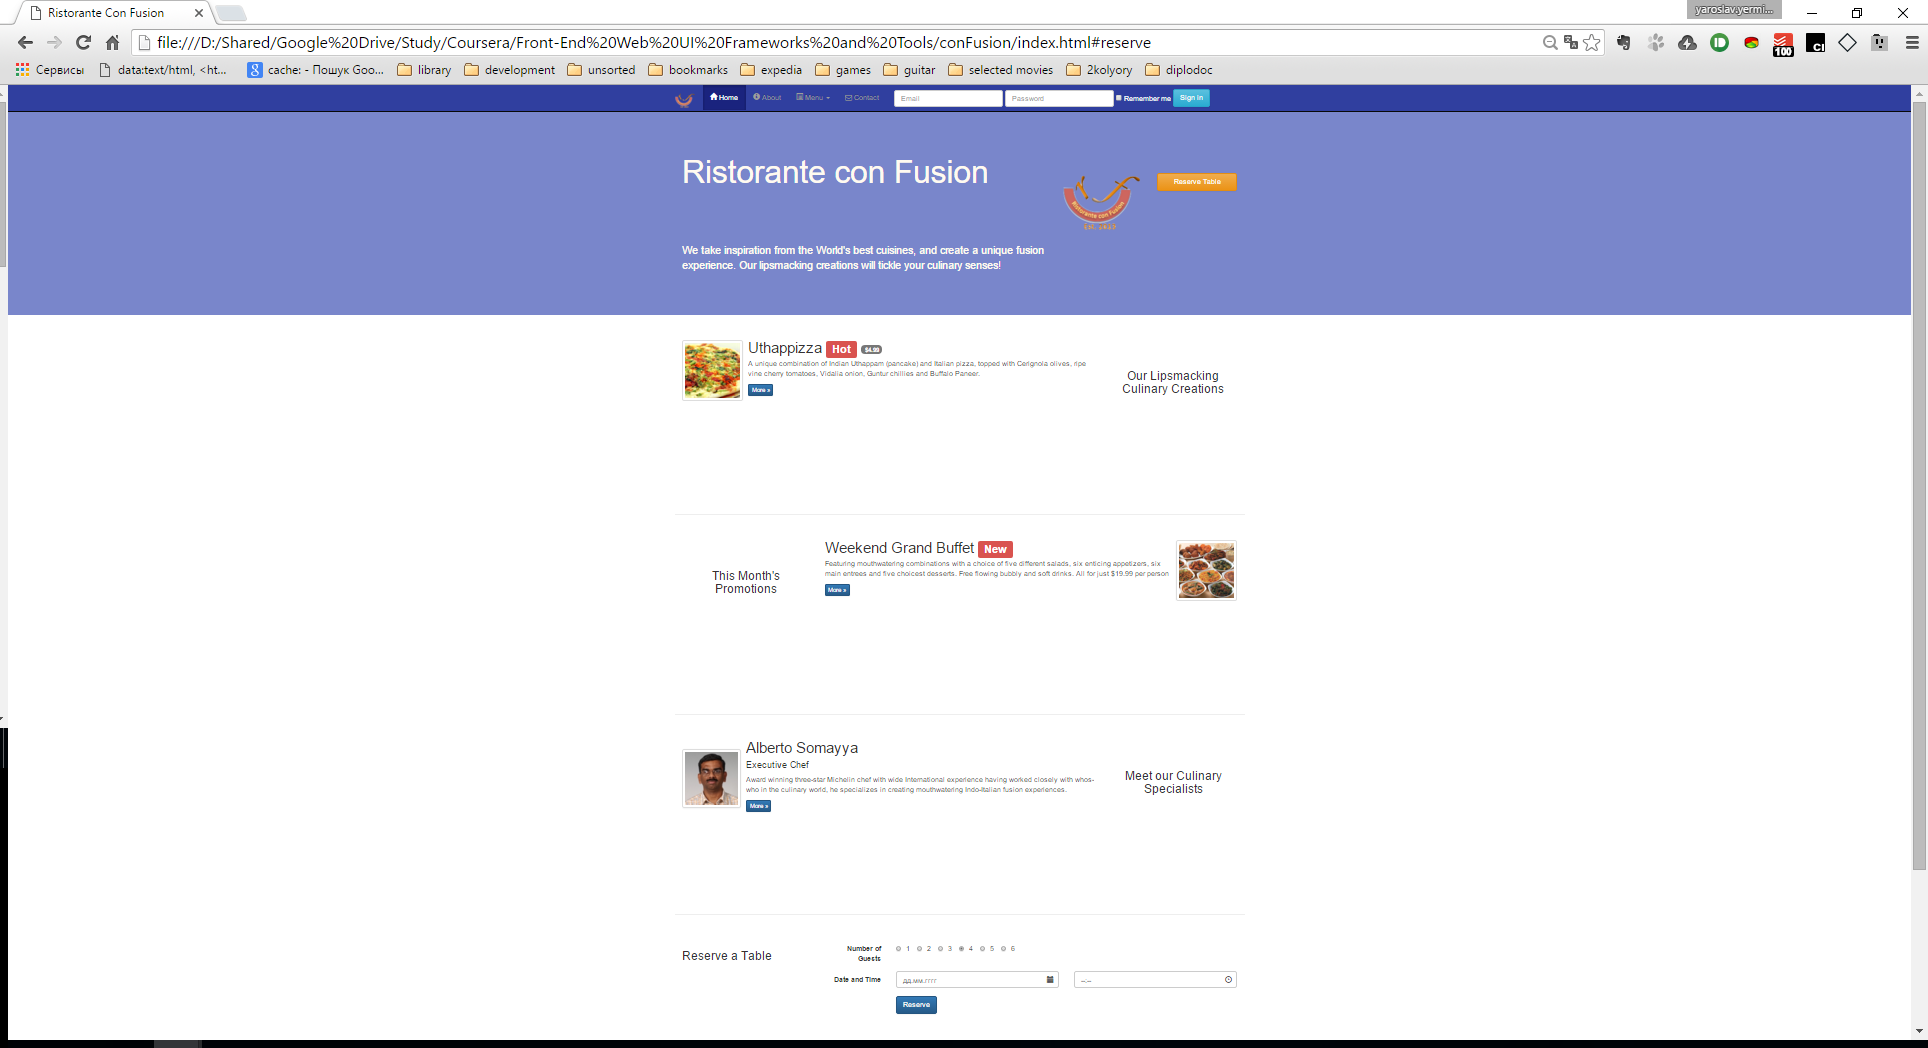 Ristorante Con Fusion
yaroslav.yermi...
file:///D:/Shared/Google%20Drive/Study/Coursera/Front-End%20Web%20UI%20Frameworks%20and%20Tools/conFusion/index.html#reserve
100
CI
Сервисы
data:text/html, <ht...
cache: - Пошук Goo...
library
development
unsorted
bookmarks
expedia
games
guitar
selected movies
2kolyory
diplodoc
Home
About
Menu
Contact
Email
Password
Remember me
Sign in
Ristorante con Fusion
Ristorante con Fusion
Reserve Table
We take inspiration from the World's best cuisines, and create a unique fusion
experience. Our lipsmacking creations will tickle your culinary senses!
Uthappizza Hot $4.99
A unique combination of Indian Uthappam (pancake) and Italian pizza, topped with Cerignola olives, ripe
vine cherry tomatoes, Vidalia onion, Guntur chillies and Buffalo Paneer.
More »
Our Lipsmacking
Culinary Creations
This Month's
Promotions
Weekend Grand Buffet New
Featuring mouthwatering combinations with a choice of five different salads, six enticing appetizers, six
main entrees and five choicest desserts. Free flowing bubbly and soft drinks. All for just $19.99 per person
More »
Alberto Somayya
Executive Chef
Award winning three-star Michelin chef with wide International experience having worked closely with whos-
who in the culinary world, he specializes in creating mouthwatering Indo-Italian fusion experiences.
More »
Meet our Culinary
Specialists
Reserve a Table
Number of
Guests
1 2 3 4 5 6
Date and Time
дд.мм.гггг
--:--
Reserve